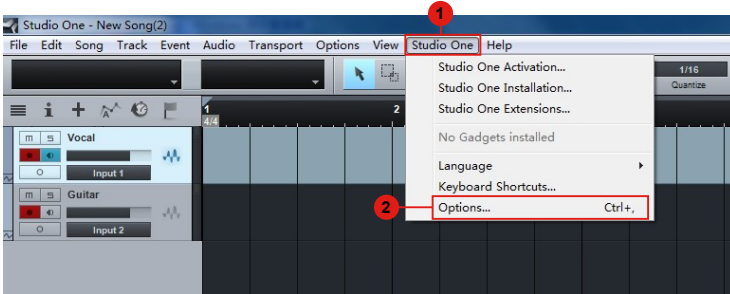 1
Studio One - New Song(2)
File Edit Song Track Event Audio Transport Options View Studio One Help
Studio One Activation...
Studio One Installation...
Studio One Extensions...
No Gadgets installed
Language
Keyboard Shortcuts...
2 Options... Ctrl+,
1/16
Quantize
1 2
4/4
M S Vocal
Input 1
M S Guitar
Input 2